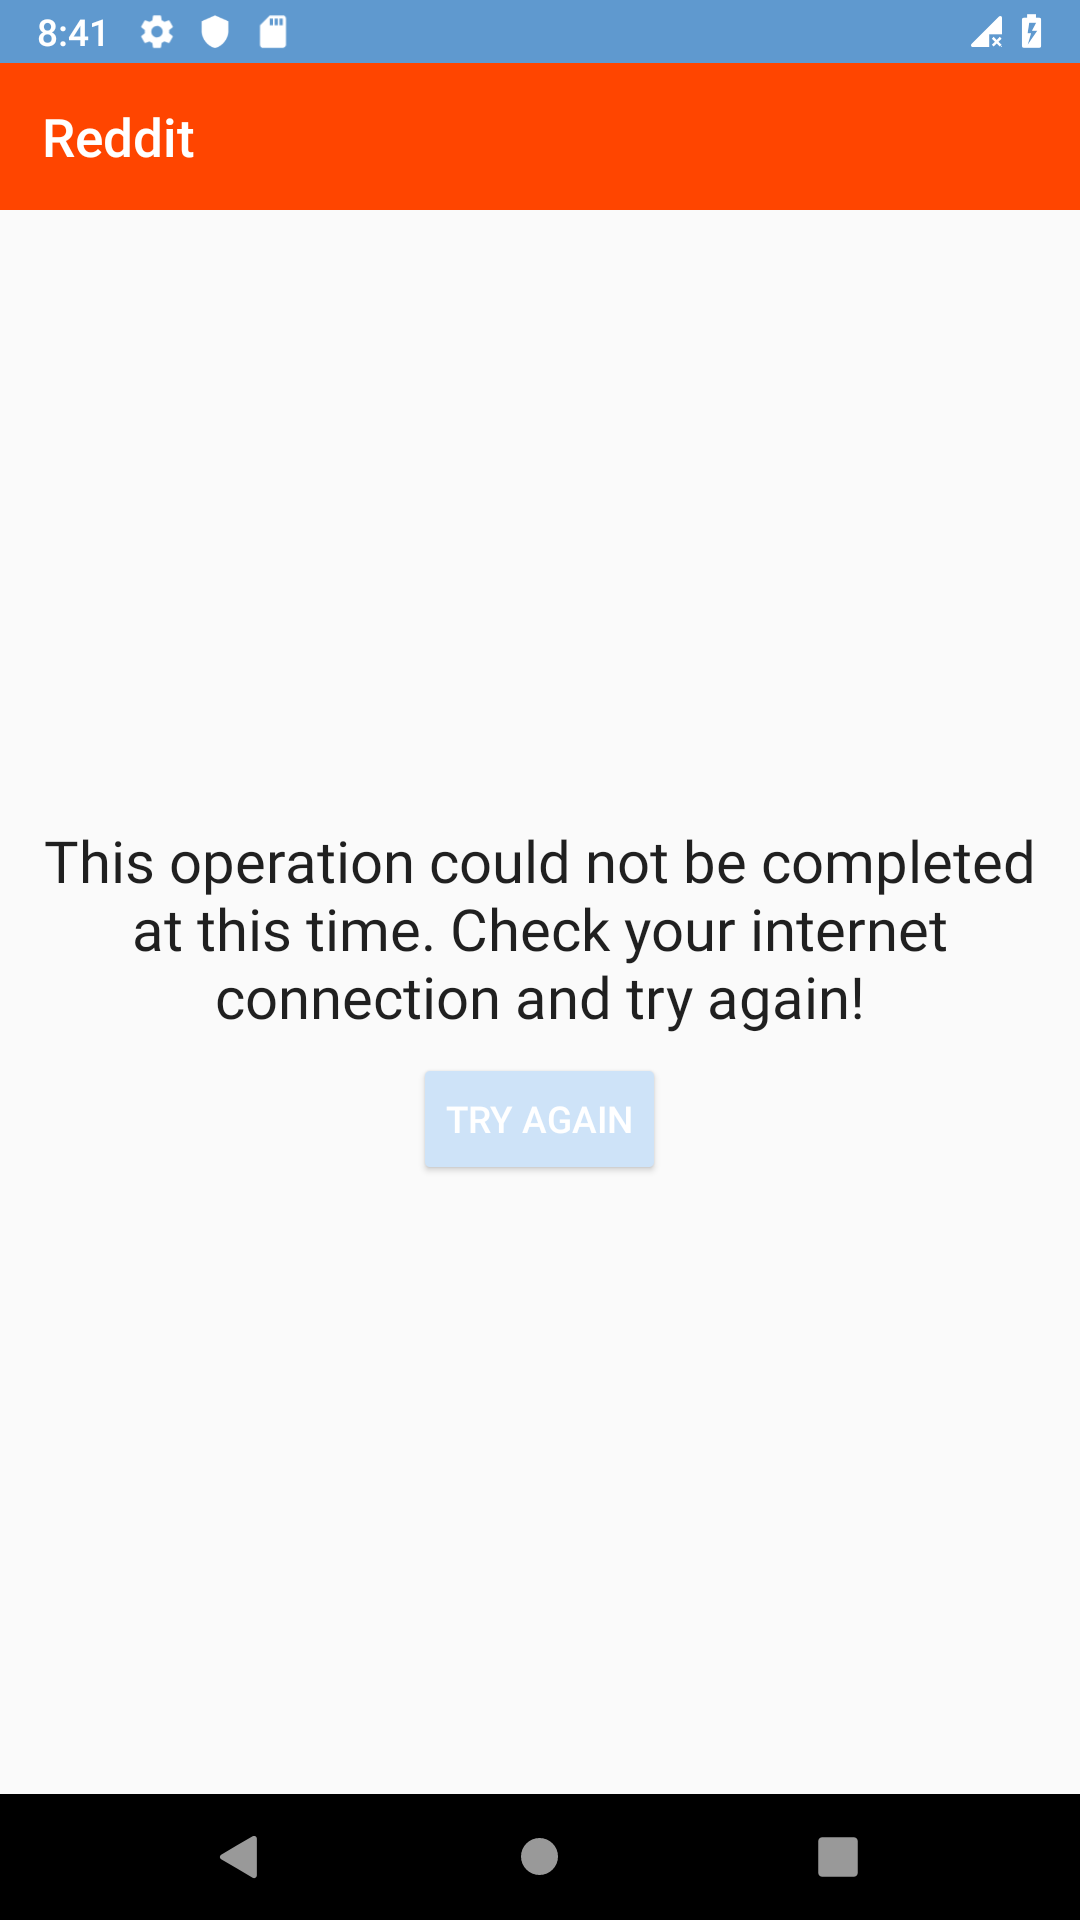 8:41
Reddit
This operation could not be completed
at this time. Check your internet
connection and try again!
TRY AGAIN